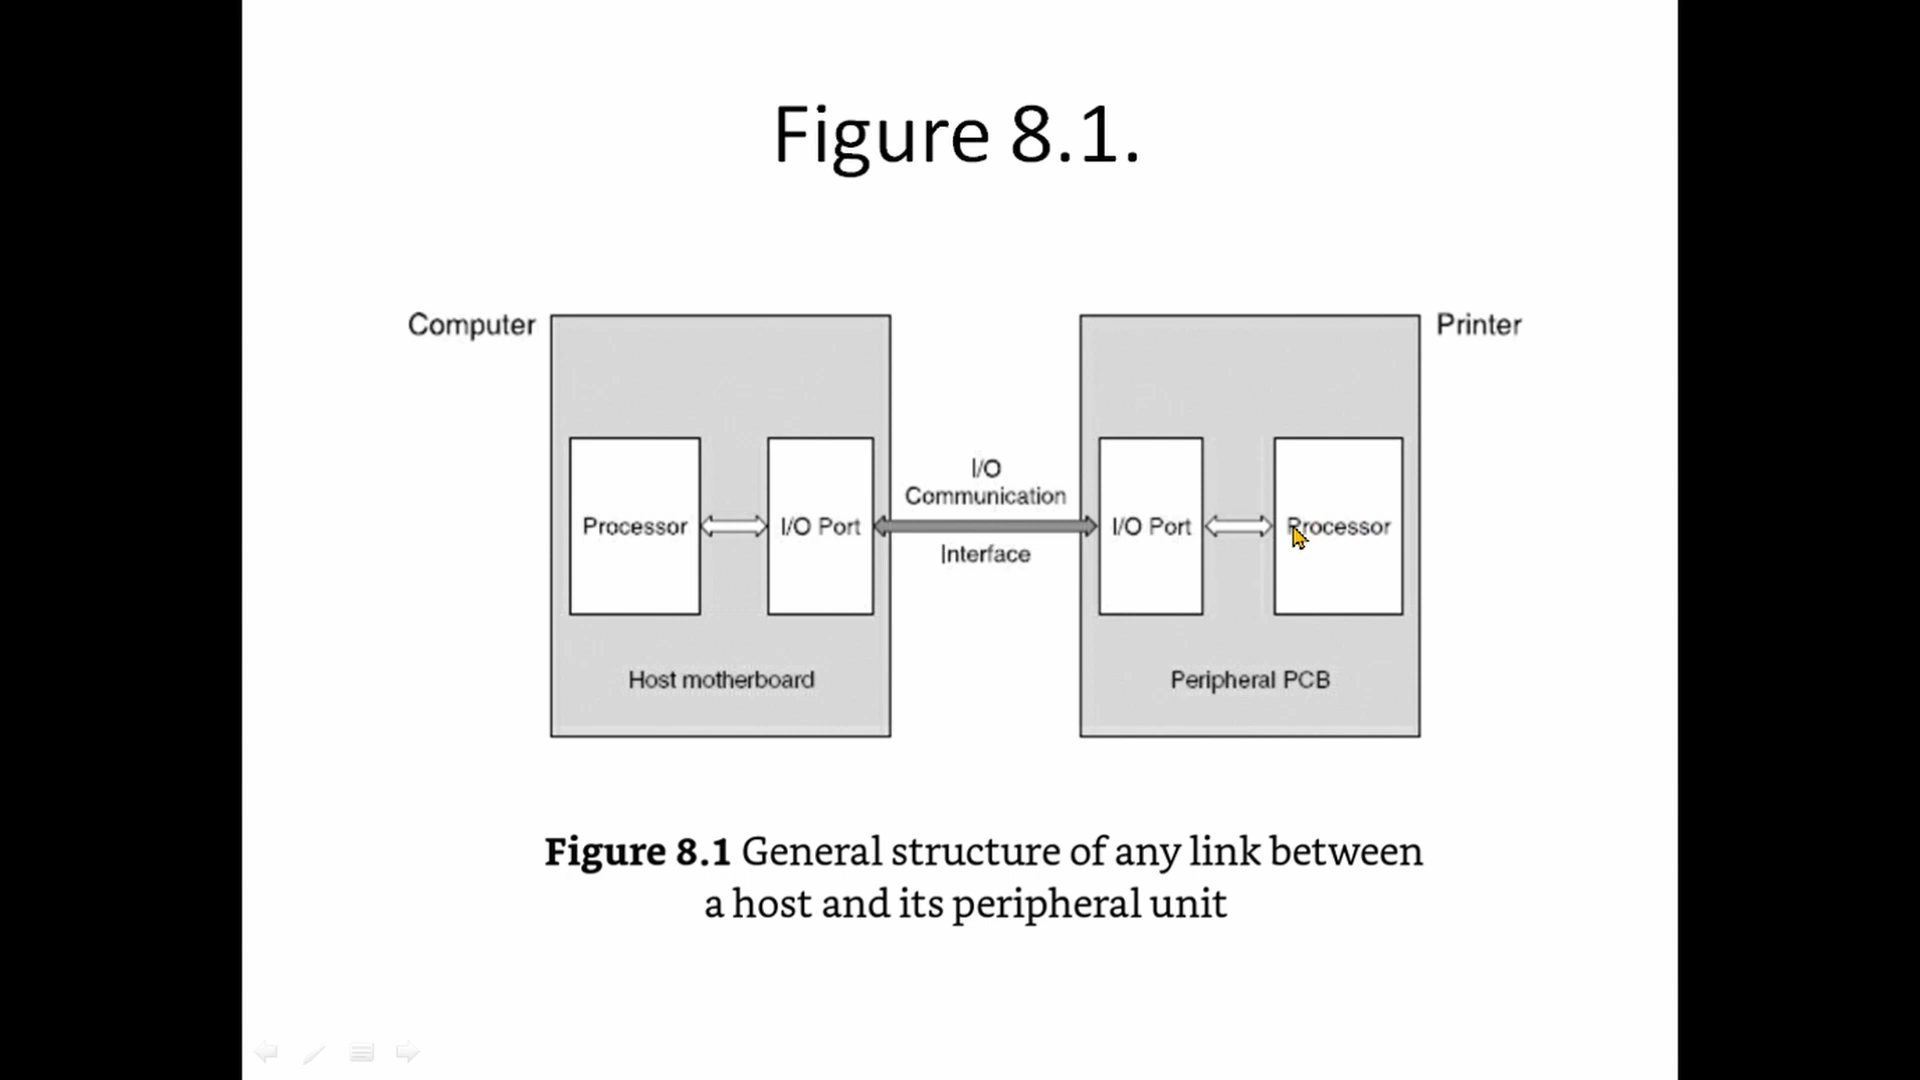 Figure 8.1.
Computer
Printer
I/O
Communication
Processor
I/O Port
I/O Port
Processor
Interface
Host motherboard
Peripheral PCB
Figure 8.1 General structure of any link between
a host and its peripheral unit